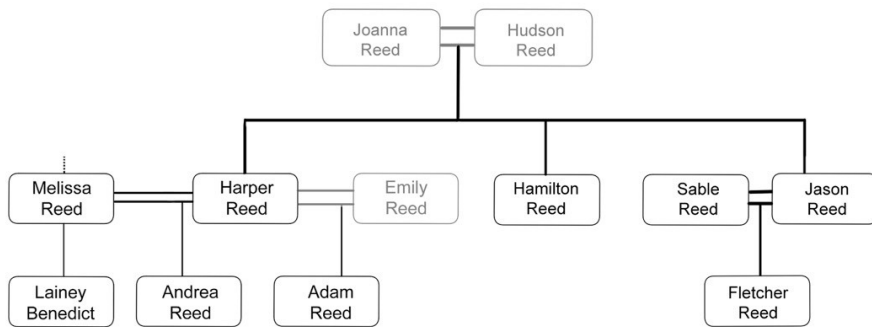 Joanna
Reed
Hudson
Reed
Melissa
Reed
Harper
Reed
Emily
Reed
Hamilton
Reed
Sable
Reed
Jason
Reed
Lainey
Benedict
Andrea
Reed
Adam
Reed
Fletcher
Reed